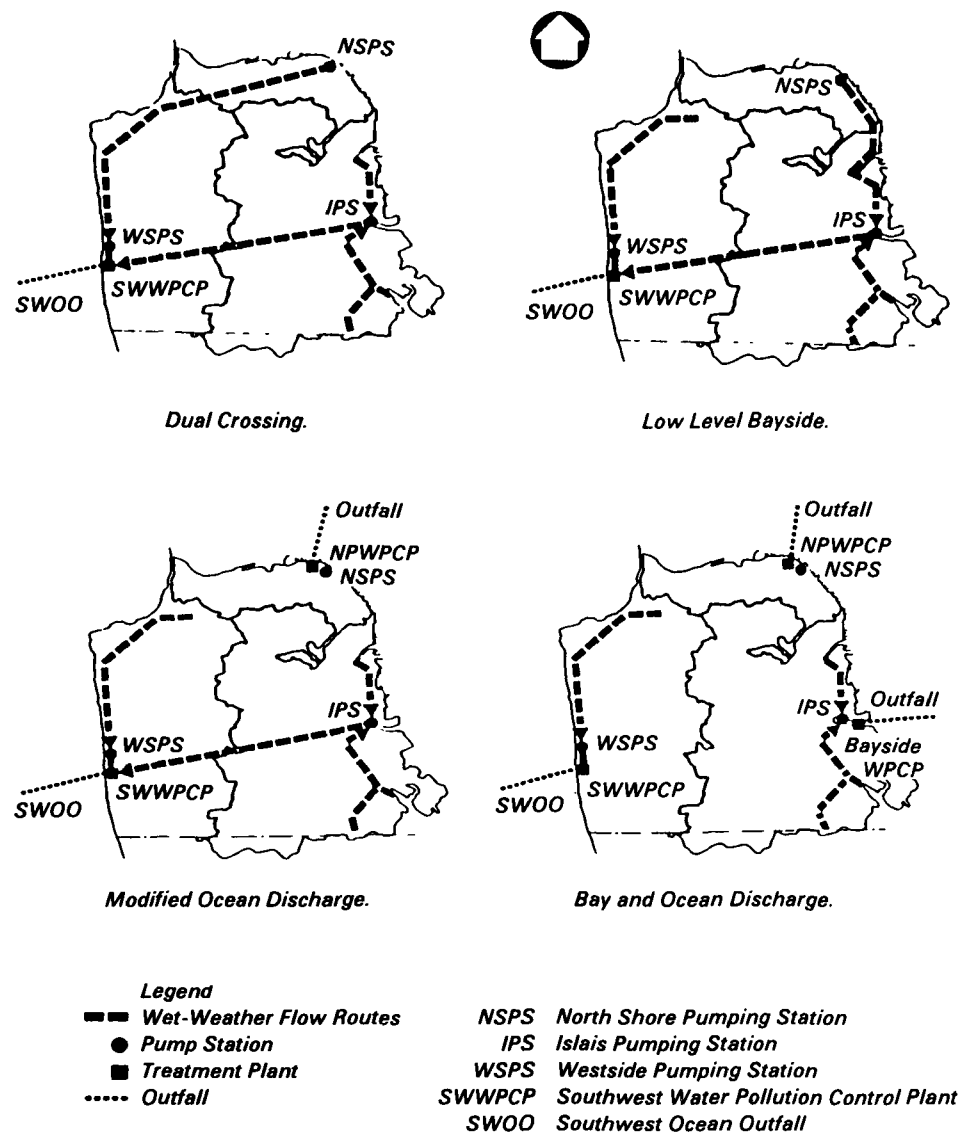 NSPS
IPS
WSPS
SWWPCP
SWOO
Dual Crossing.
NSPS
IPS
WSPS
SWWPCP
SWOO
Low Level Bayside.
Outfall
NPWPCP
NSPS
IPS
WSPS
SWWPCP
SWOO
Modified Ocean Discharge.
Outfall
NPWPCP
NSPS
IPS
Outfall
Bayside
WPCP
WSPS
SWWPCP
SWOO
Bay and Ocean Discharge.
Legend
Wet-Weather Flow Routes
Pump Station
Treatment Plant
Outfall
NSPS North Shore Pumping Station
IPS Islais Pumping Station
WSPS Westside Pumping Station
SWWPCP Southwest Water Pollution Control Plant
SWOO Southwest Ocean Outfall